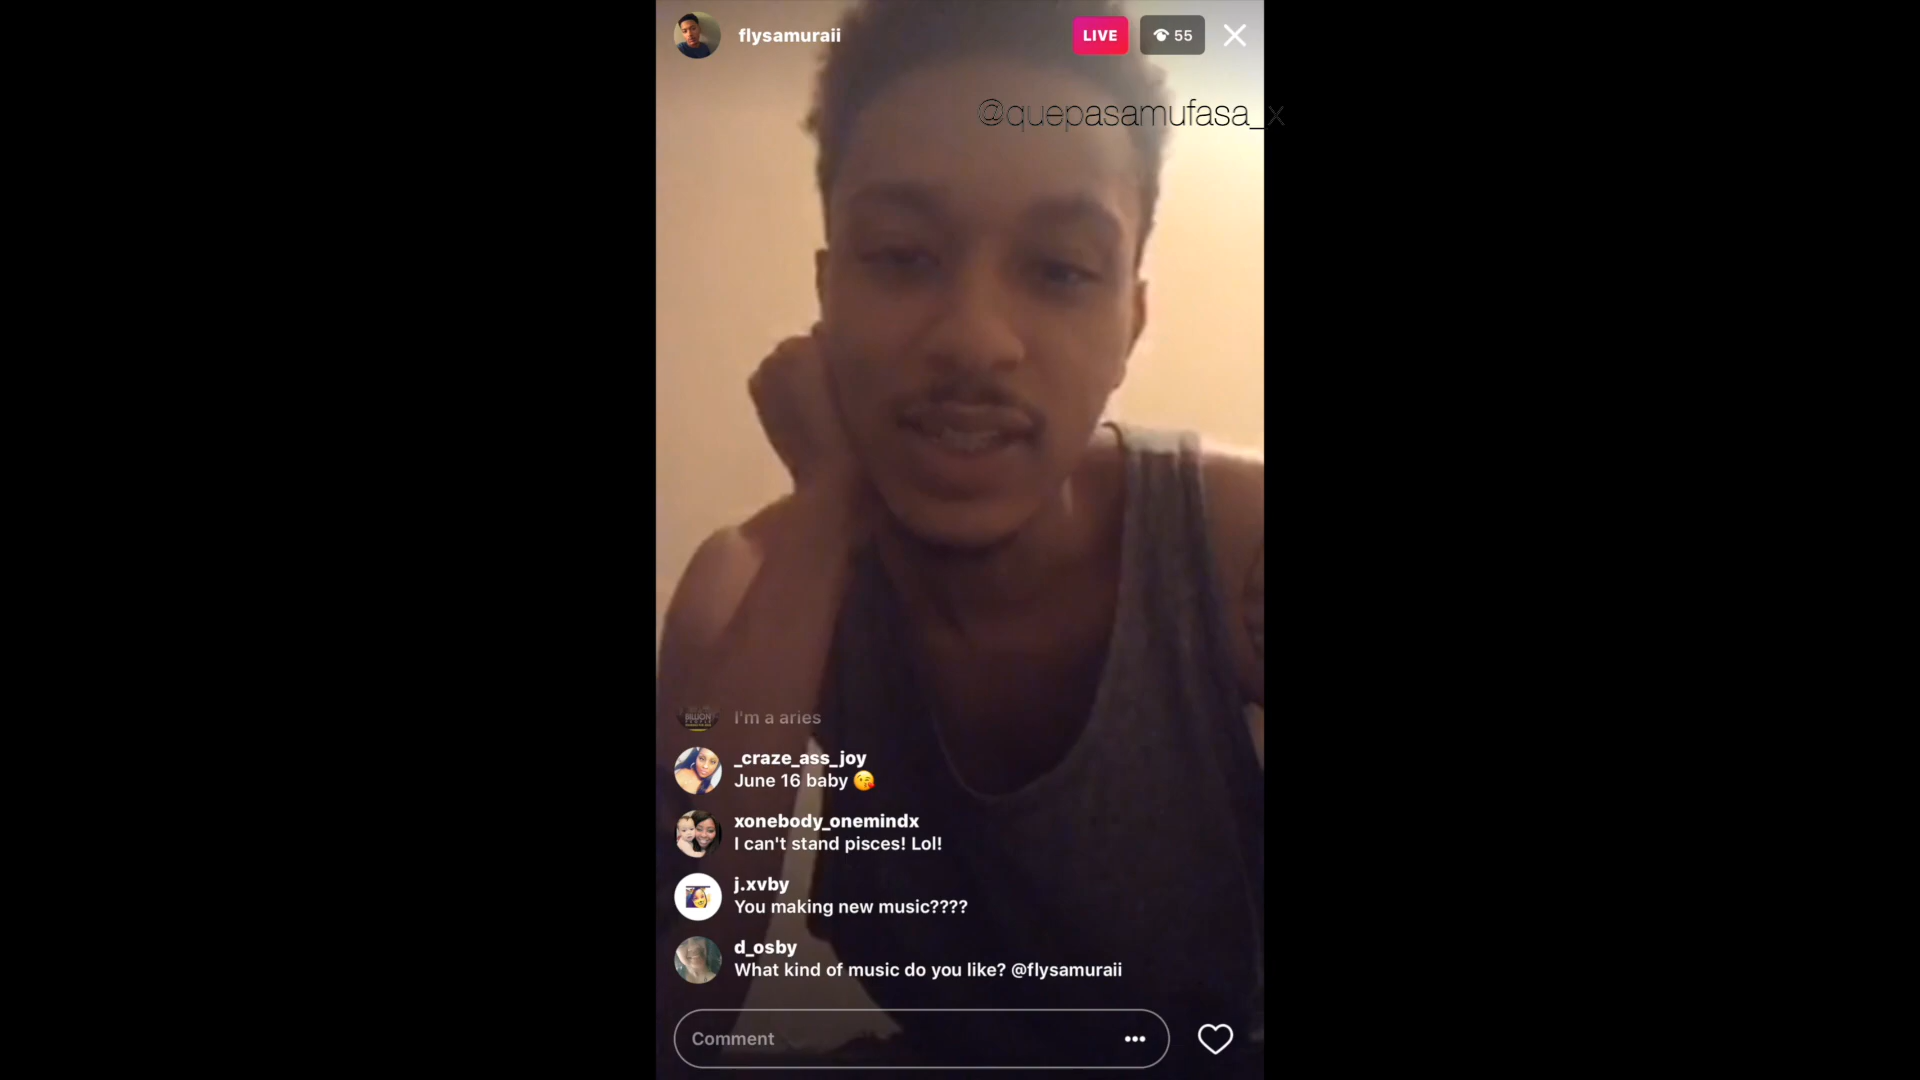 flysamuraii
LIVE
55
@quepasamufasa_x
I'm a aries
_craze_ass_joy
June 16 baby 😘
xonebody_onemindx
I can't stand pisces! Lol!
j.xvby
You making new music????
d_osby
What kind of music do you like? @flysamuraii
Comment